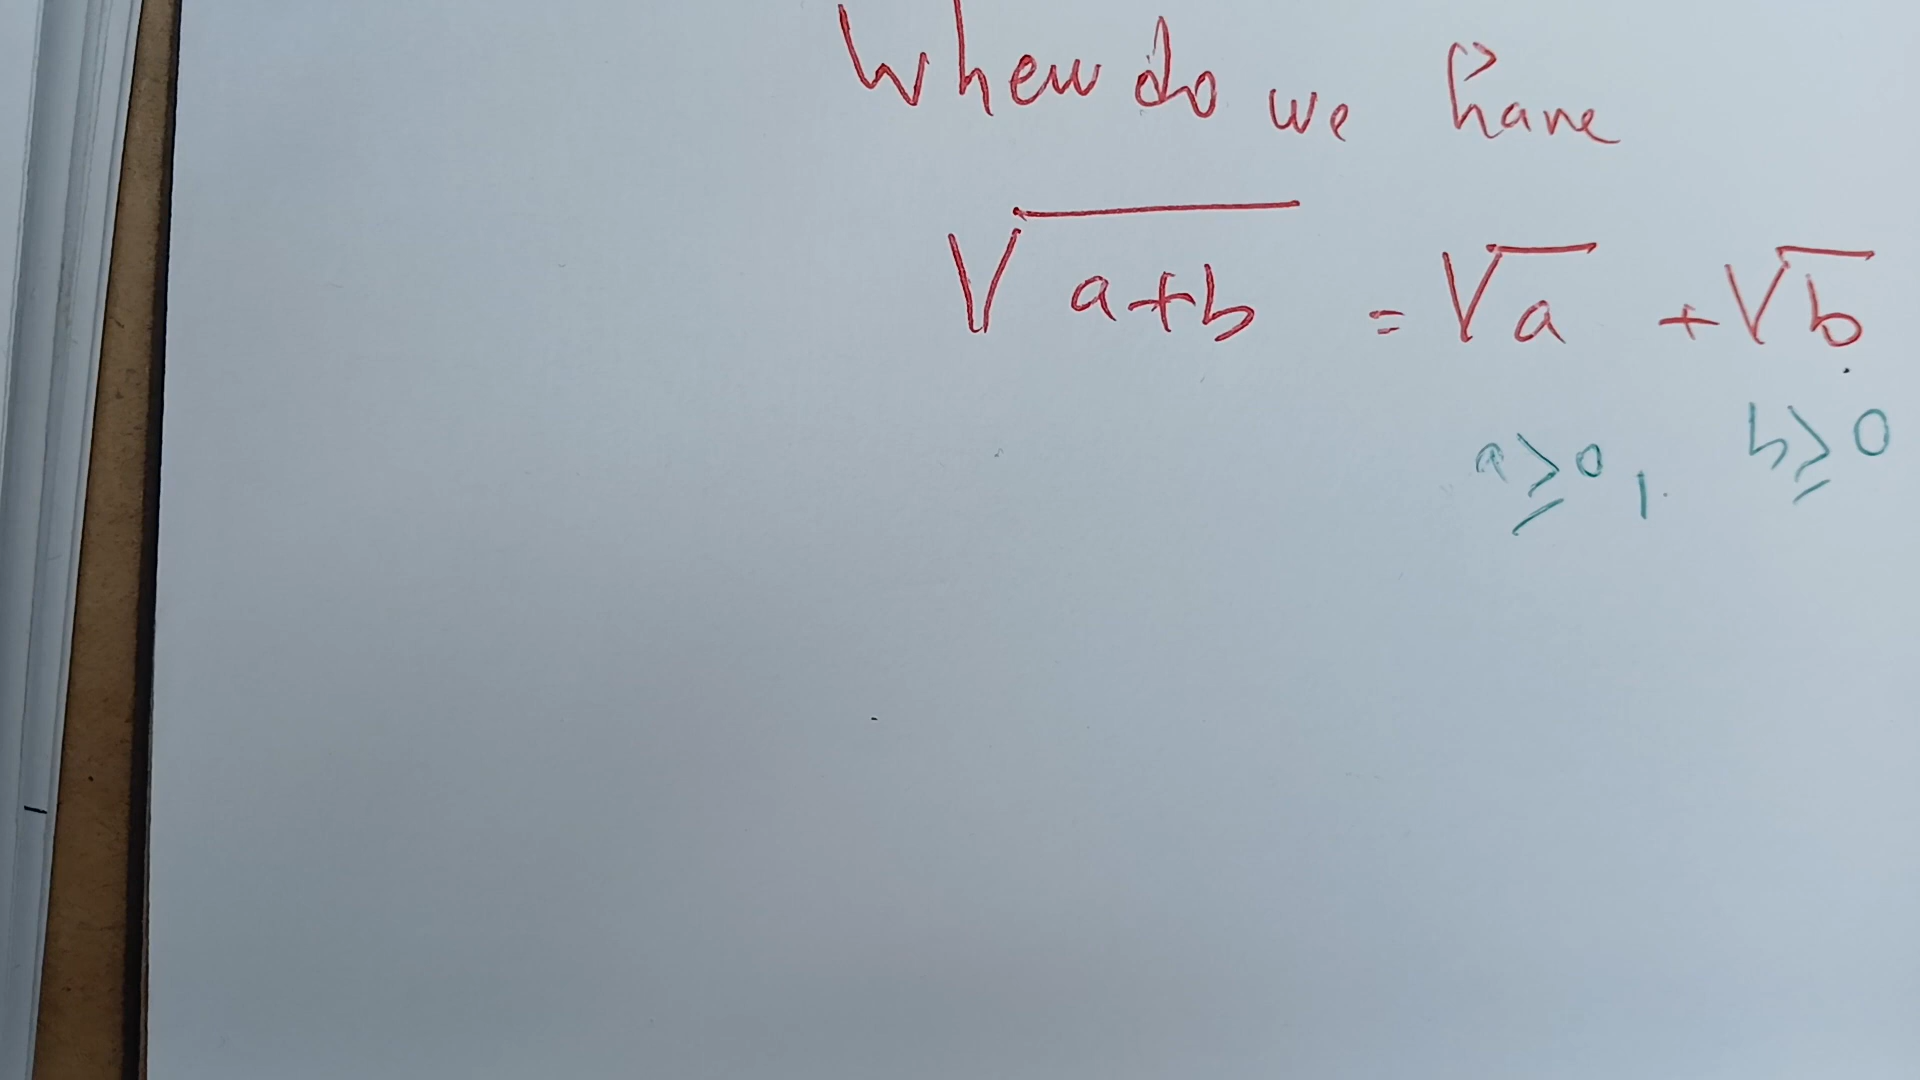 When do we have
√a+b = √a + √b
a≥0, b≥0